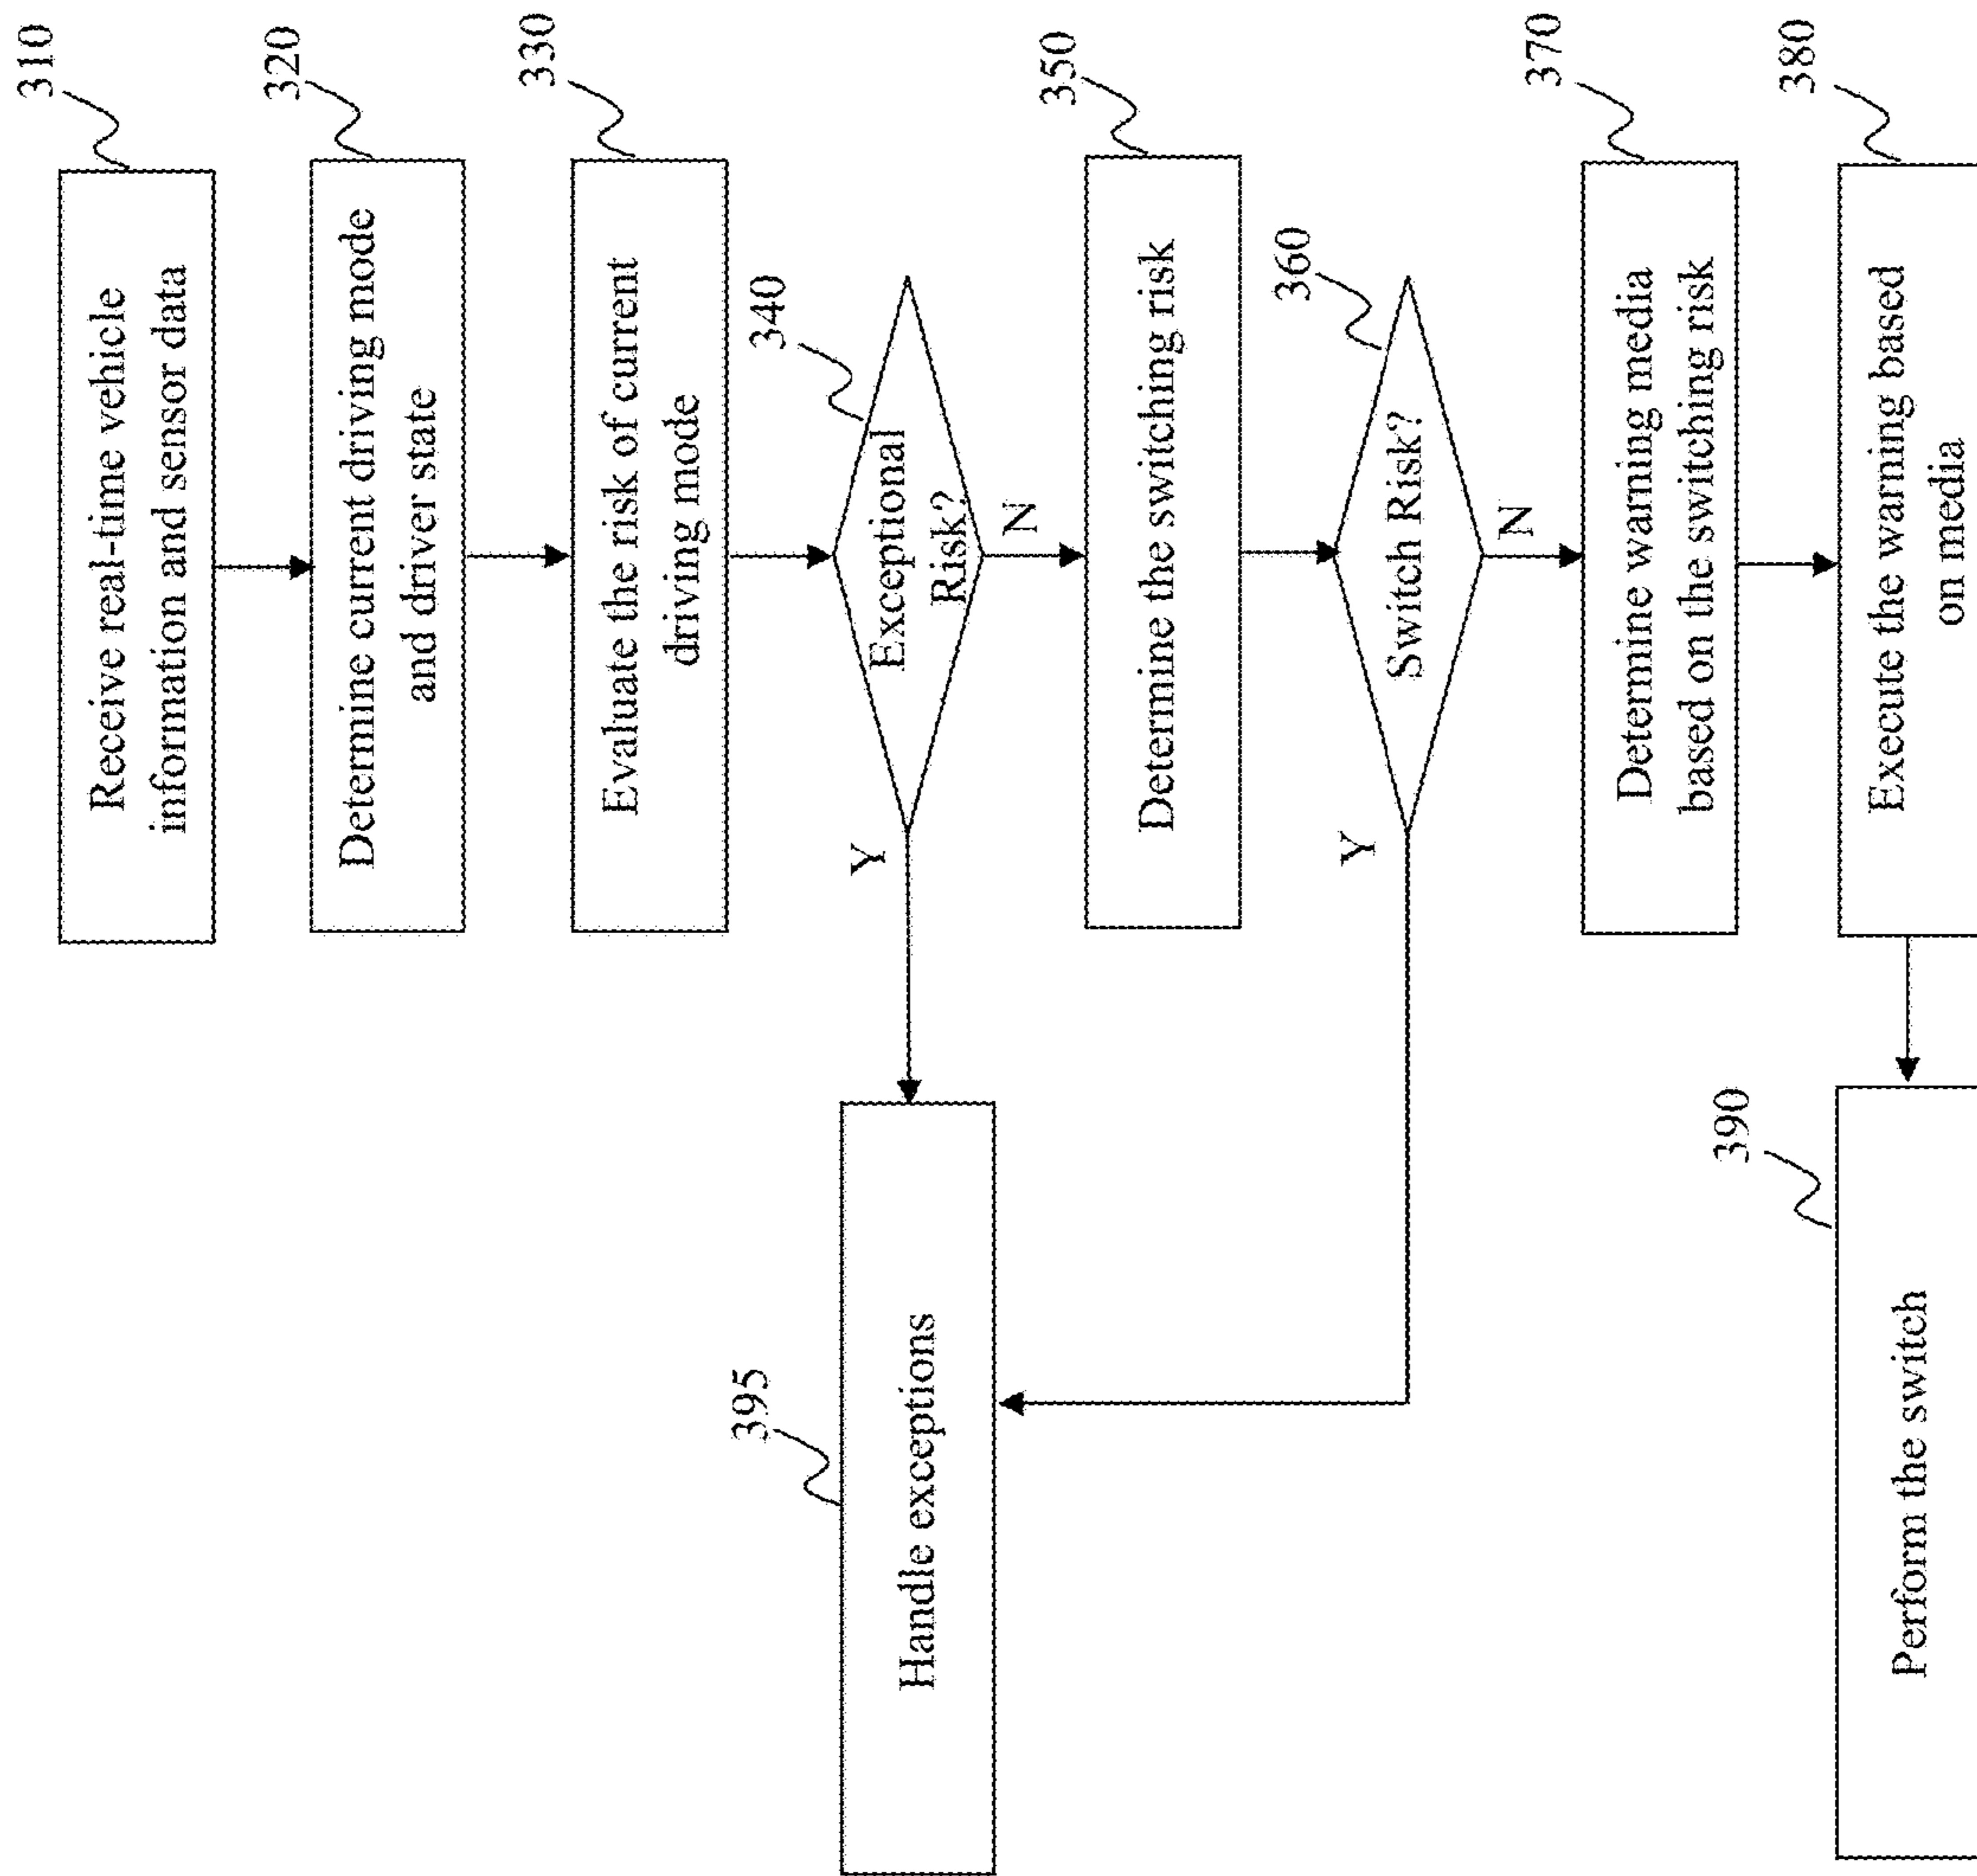 310
Receive real-time vehicle
information and sensor data
320
Determine current driving mode
and driver state
330
Evaluate the risk of current
driving mode
340
Exceptional
Risk?
Y
N
395
Handle exceptions
350
Determine the switching risk
360
Switch Risk?
Y
N
370
Determine warning media
based on the switching risk
380
Execute the warning based
on media
390
Perform the switch